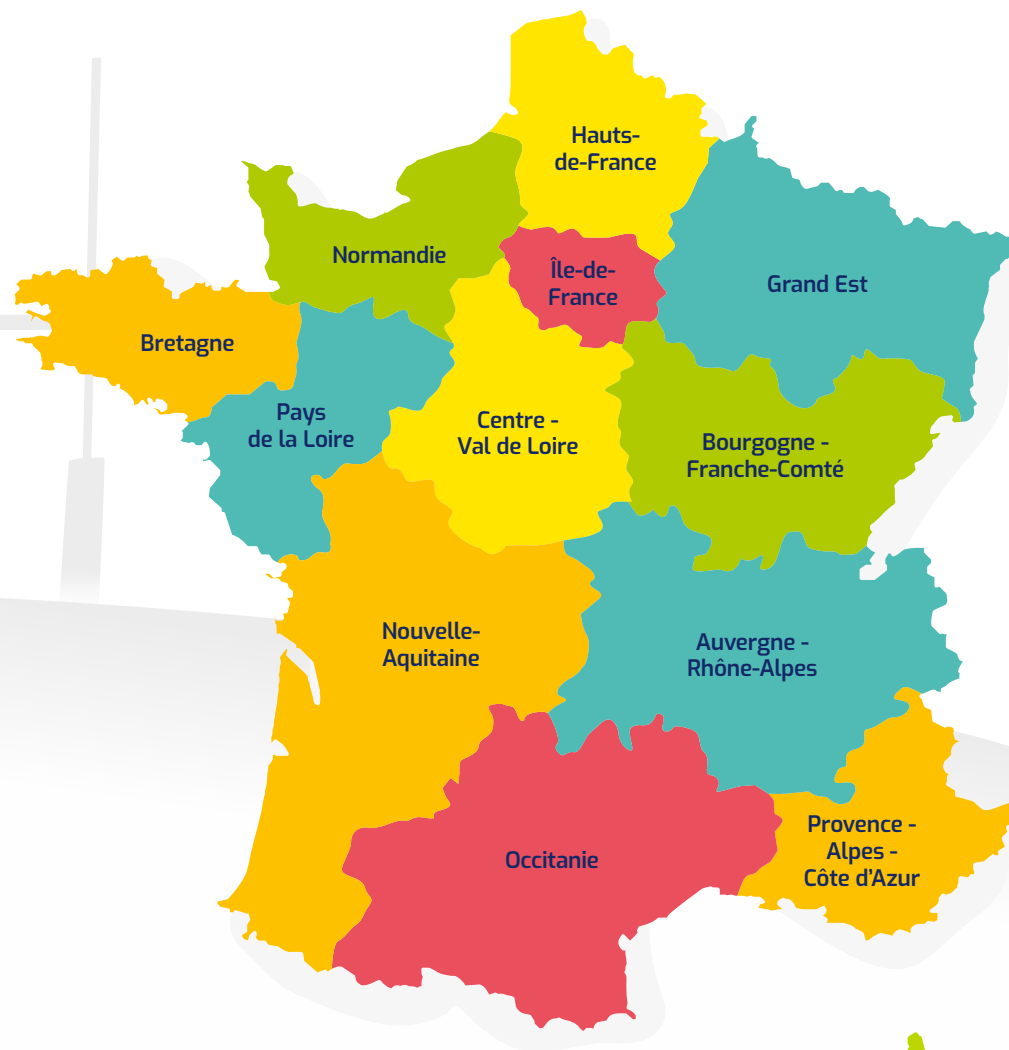 Hauts-
de-France
Normandie
Île-de-
France
Grand Est
Bretagne
Pays
de la Loire
Centre -
Val de Loire
Bourgogne -
Franche-Comté
Nouvelle-
Aquitaine
Auvergne -
Rhône-Alpes
Occitanie
Provence -
Alpes -
Côte d'Azur